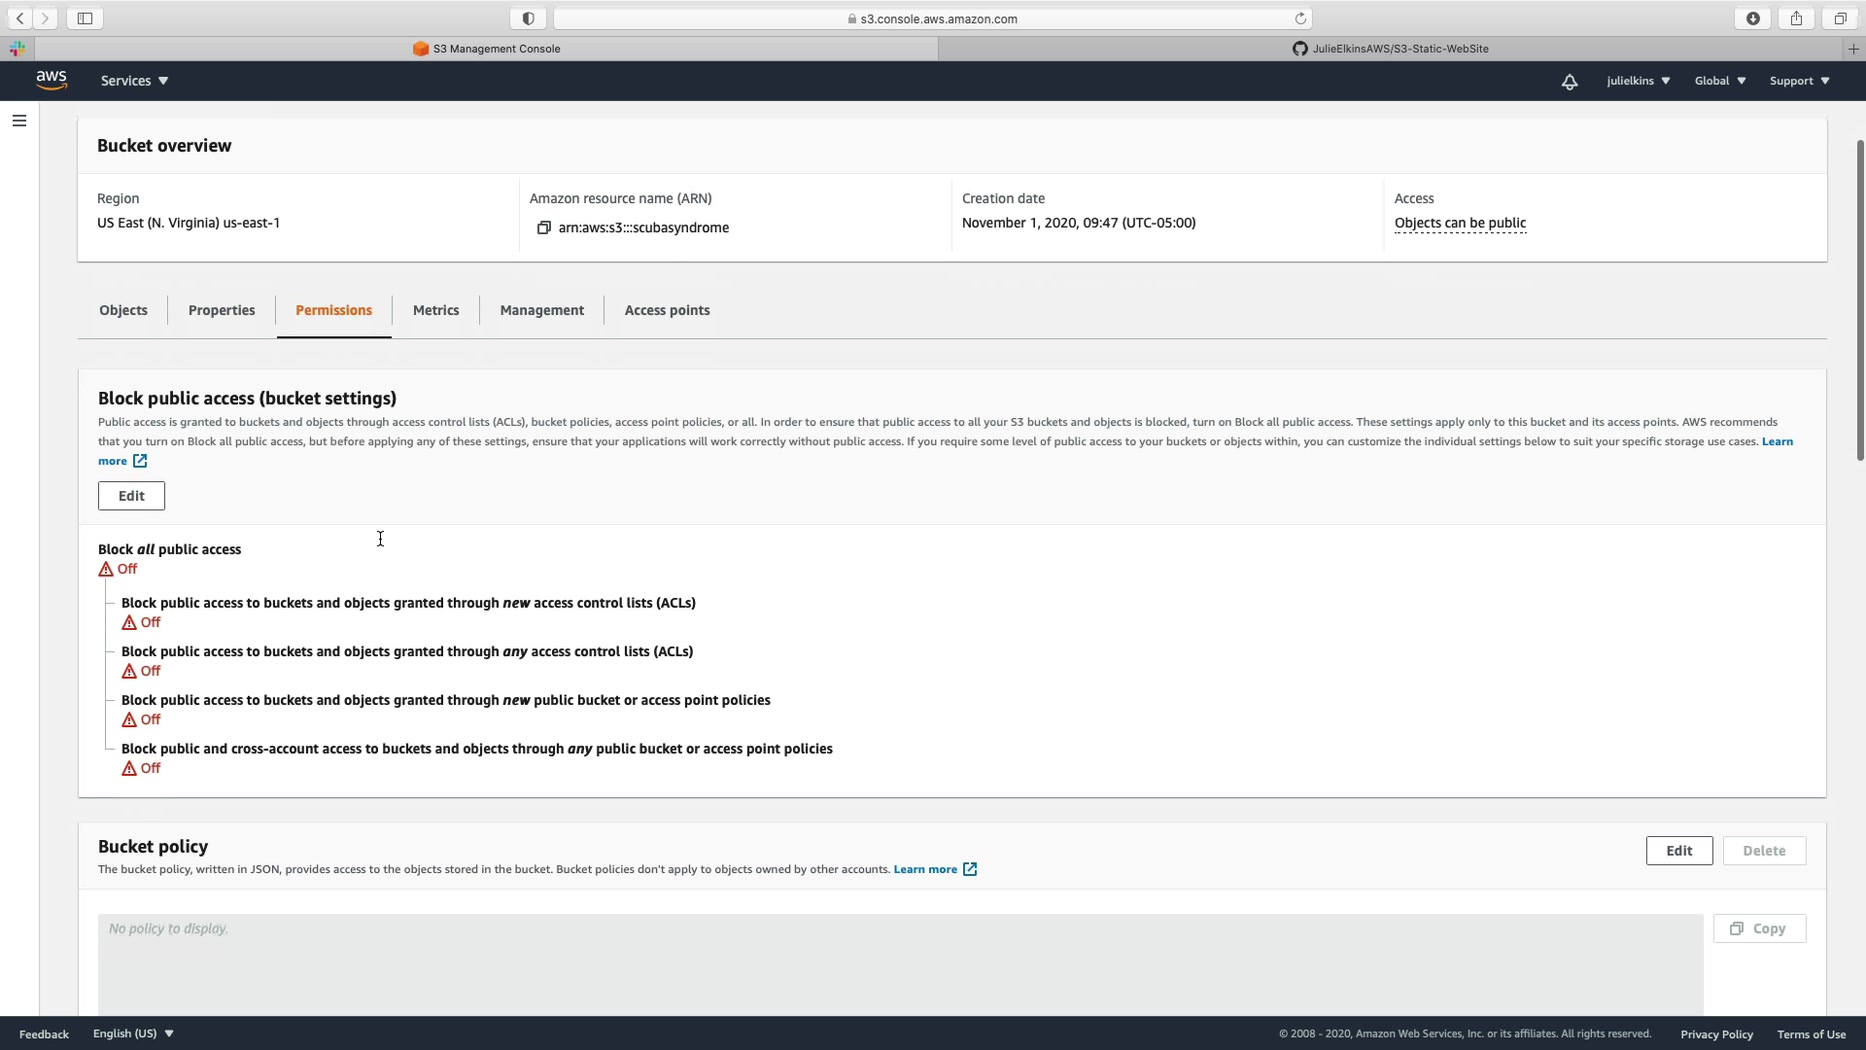 s3.console.aws.amazon.com
S3 Management Console
JulieElkinsAWS/S3-Static-WebSite
aws
Services
julielkins
Global
Support
Bucket overview
Region
US East (N. Virginia) us-east-1
Amazon resource name (ARN)
arn:aws:s3:::scubasyndrome
Creation date
November 1, 2020, 09:47 (UTC-05:00)
Access
Objects can be public
Objects
Properties
Permissions
Metrics
Management
Access points
Block public access (bucket settings)
Public access is granted to buckets and objects through access control lists (ACLs), bucket policies, access point policies, or all. In order to ensure that public access to all your S3 buckets and objects is blocked, turn on Block all public access. These settings apply only to this bucket and its access points. AWS recommends
that you turn on Block all public access, but before applying any of these settings, ensure that your applications will work correctly without public access. If you require some level of public access to your buckets or objects within, you can customize the individual settings below to suit your specific storage use cases. Learn
more
Edit
Block all public access
Off
Block public access to buckets and objects granted through new access control lists (ACLs)
Off
Block public access to buckets and objects granted through any access control lists (ACLs)
Off
Block public access to buckets and objects granted through new public bucket or access point policies
Off
Block public and cross-account access to buckets and objects through any public bucket or access point policies
Off
Bucket policy
The bucket policy, written in JSON, provides access to the objects stored in the bucket. Bucket policies don't apply to objects owned by other accounts. Learn more
Edit
Delete
No policy to display.
Copy
Feedback
English (US)
© 2008 - 2020, Amazon Web Services, Inc. or its affiliates. All rights reserved.
Privacy Policy
Terms of Use